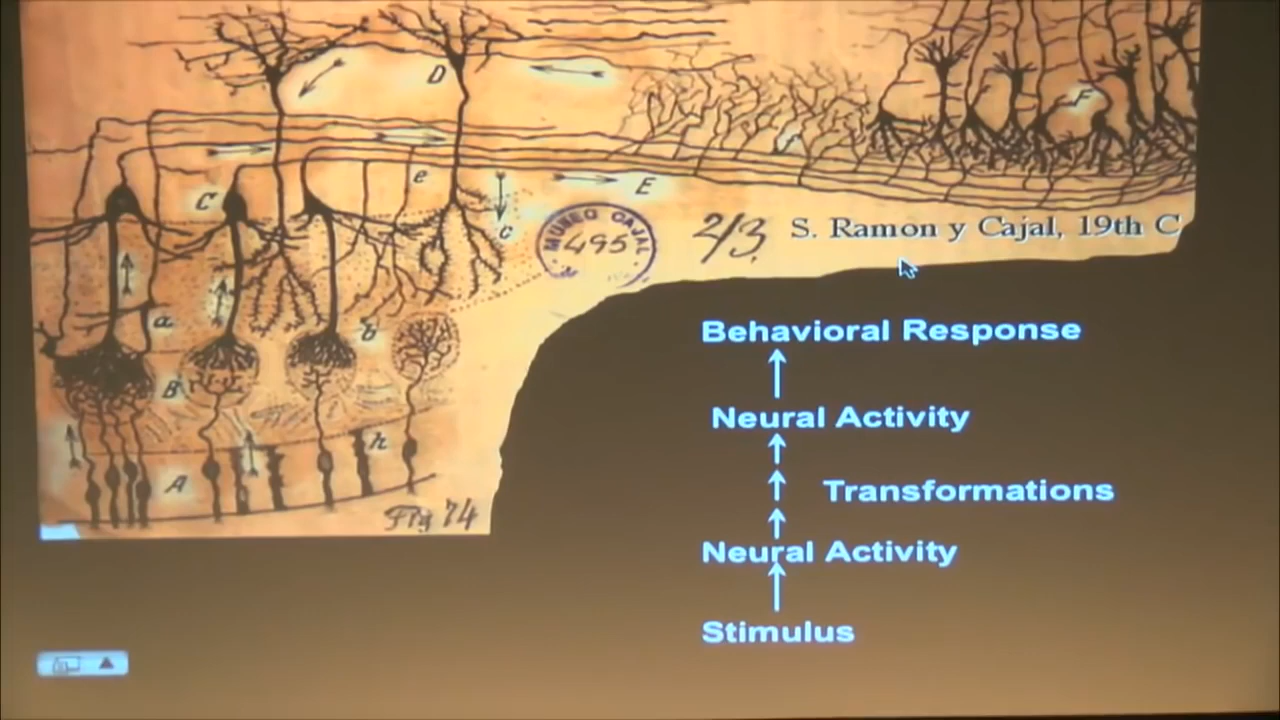 D
C
e
E
F
c
MUSEO CAJAL
495
2/3.
S. Ramon y Cajal, 19th C
a
b
B
h
A
Fig 74
Behavioral Response
Neural Activity
Transformations
Neural Activity
Stimulus